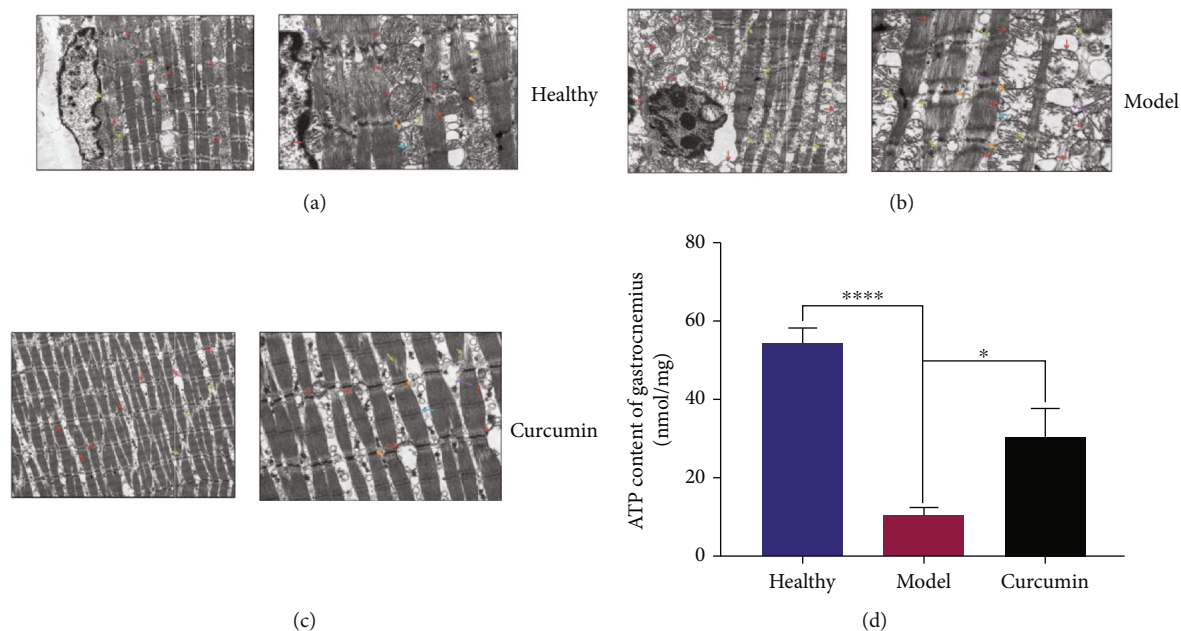 Healthy
(a)
Model
(b)
Curcumin
(c)
ATP content of gastrocnemius
(nmol/mg)
80
60
40
20
0
****
*
Healthy
Model
Curcumin
(d)